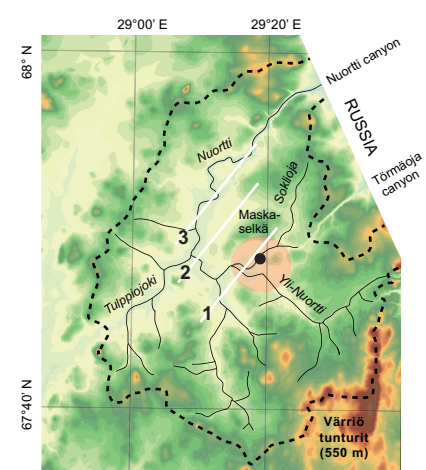 29°00' E
29°20' E
68° N
Nuortti canyon
RUSSIA
Nuortti
Törmäoja
canyon
Soklioja
Maska-
selkä
3
2
Tulppiojoki
Yli-Nuortti
1
67°40' N
Värriö
tunturit
(550 m)